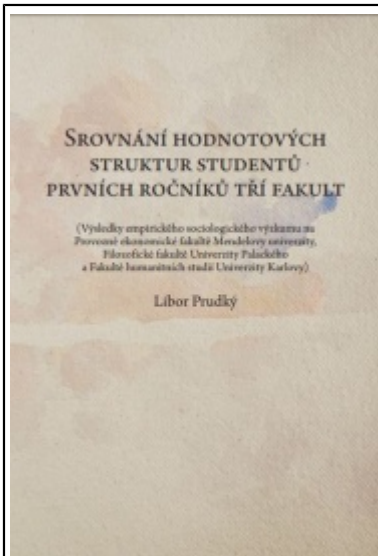 SROVNÁNÍ HODNOTOVÝCH
STRUKTUR STUDENTŮ
PRVNÍCH ROČNÍKŮ TŘÍ FAKULT
(Výsledky empirického sociologického výzkumu na
Provozně ekonomické fakultě Mendelovy univerzity,
Filozofické fakultě Univerzity Palackého
a Fakultě humanitních studií Univerzity Karlovy)
Libor Prudký